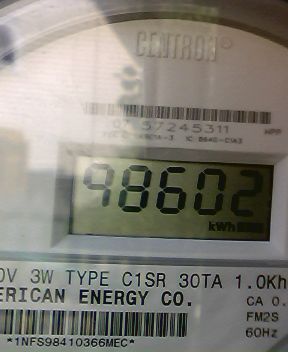 CENTRON®
57245311
HPP
98602
kWh
0V 3W TYPE C1SR 30TA 1.0Kh
ERICAN ENERGY CO.
CA 0.
FM2S
60Hz
*1NFS98410366MEC*